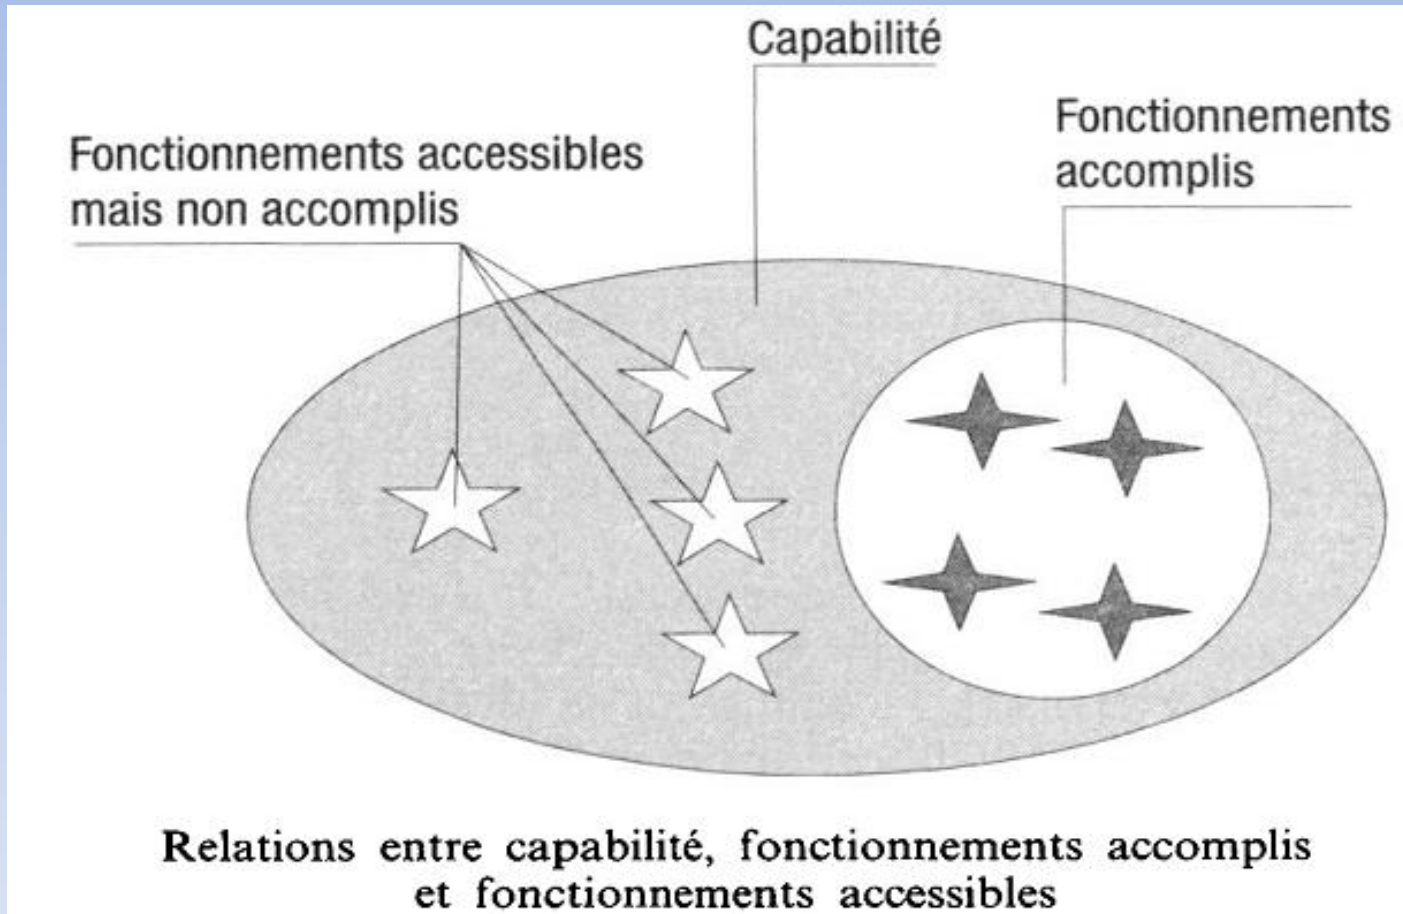 Capabilité
Fonctionnements
accomplis
Fonctionnements accessibles
mais non accomplis
Relations entre capabilité, fonctionnements accomplis
et fonctionnements accessibles